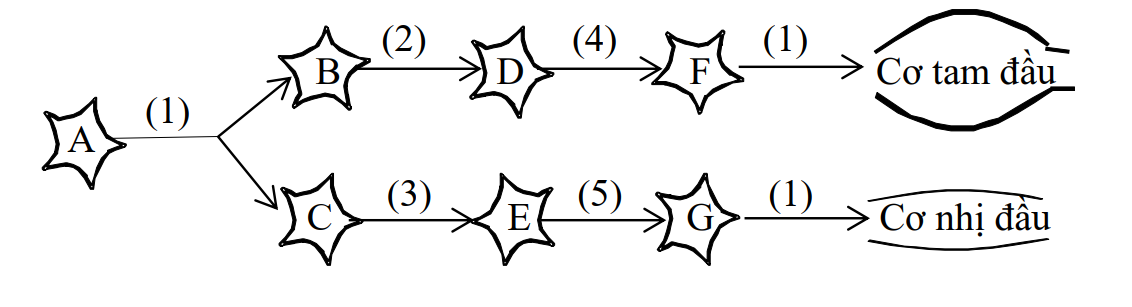 B (2) D (4) F (1) Cơ tam đầu
A (1)
C (3) E (5) G (1) Cơ nhị đầu